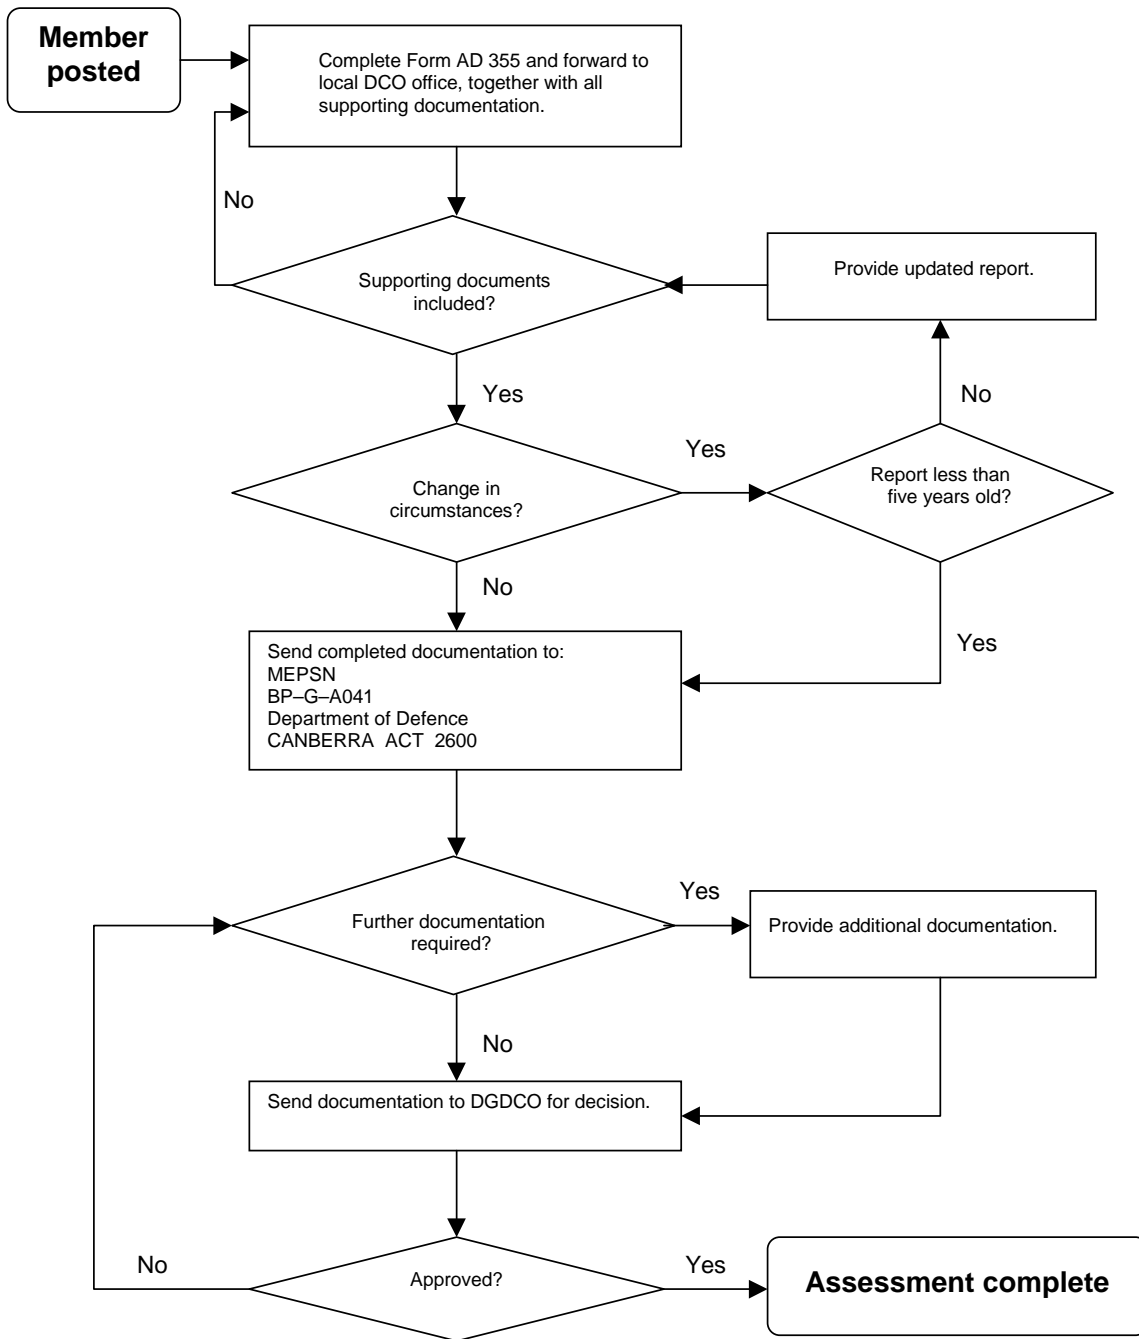 Member
posted
Complete Form AD 355 and forward to
local DCO office, together with all
supporting documentation.
No
Supporting documents
included?
Provide updated report.
Yes
No
Change in
circumstances?
Yes
Report less than
five years old?
No
Yes
Send completed documentation to:
MEPSN
BP–G–A041
Department of Defence
CANBERRA ACT 2600
Further documentation
required?
Yes
Provide additional documentation.
No
Send documentation to DGDCO for decision.
No
Approved?
Yes
Assessment complete